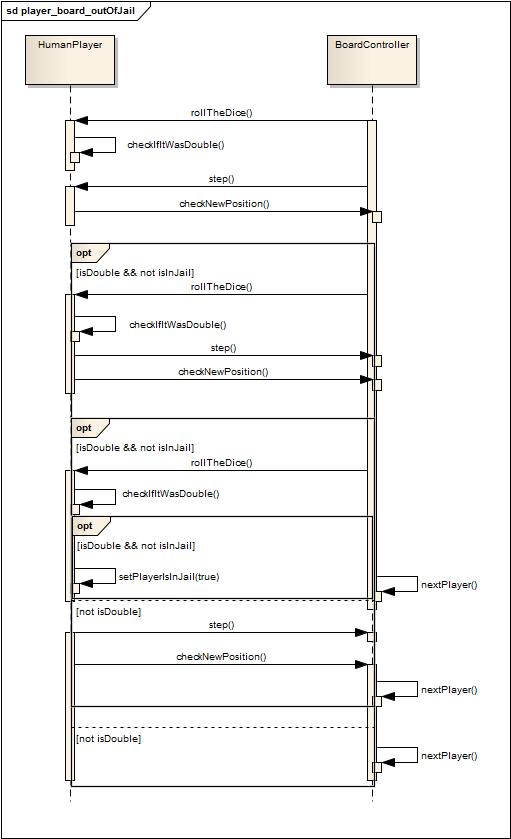 sd player_board_outOfJail
HumanPlayer
BoardController
rollTheDice()
checkIfItWasDouble()
step()
checkNewPosition()
opt
[isDouble && not isInJail]
rollTheDice()
checkIfItWasDouble()
step()
checkNewPosition()
opt
[isDouble && not isInJail]
rollTheDice()
checkIfItWasDouble()
opt
[isDouble && not isInJail]
setPlayerIsInJail(true)
nextPlayer()
[not isDouble]
step()
checkNewPosition()
nextPlayer()
[not isDouble]
nextPlayer()